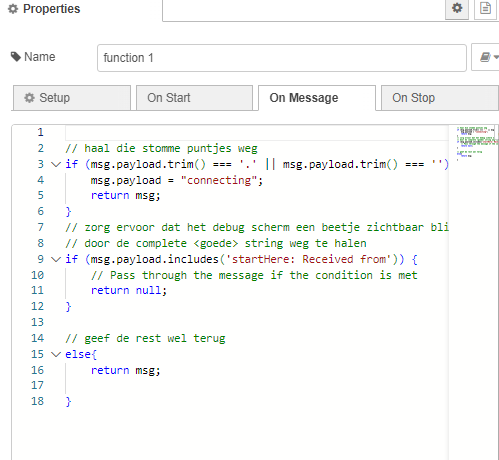 Properties
Name
function 1
Setup
On Start
On Message
On Stop
1
2 // haal die stomme puntjes weg
3 if (msg.payload.trim() === '.' || msg.payload.trim() === '')
4 msg.payload = "connecting";
5 return msg;
6 }
7 // zorg ervoor dat het debug scherm een beetje zichtbaar bli
8 // door de complete <goede> string weg te halen
9 if (msg.payload.includes('startHere: Received from')) {
10 // Pass through the message if the condition is met
11 return null;
12 }
13
14 // geef de rest wel terug
15 else{
16 return msg;
17
18 }